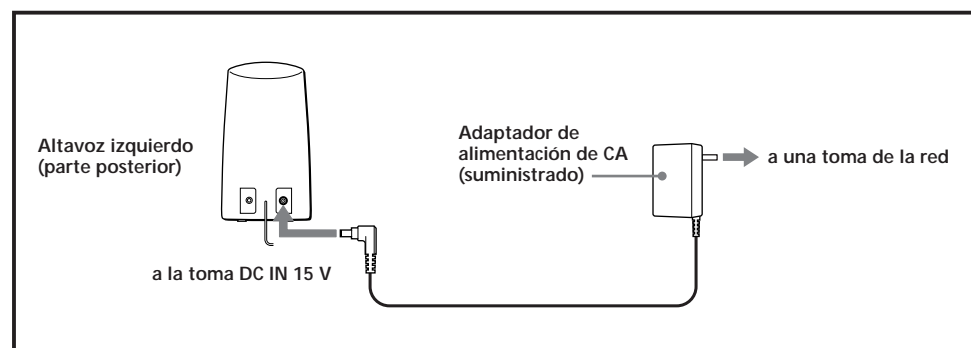 Altavoz izquierdo
(parte posterior)
a la toma DC IN 15 V
Adaptador de
alimentación de CA
(suministrado)
a una toma de la red